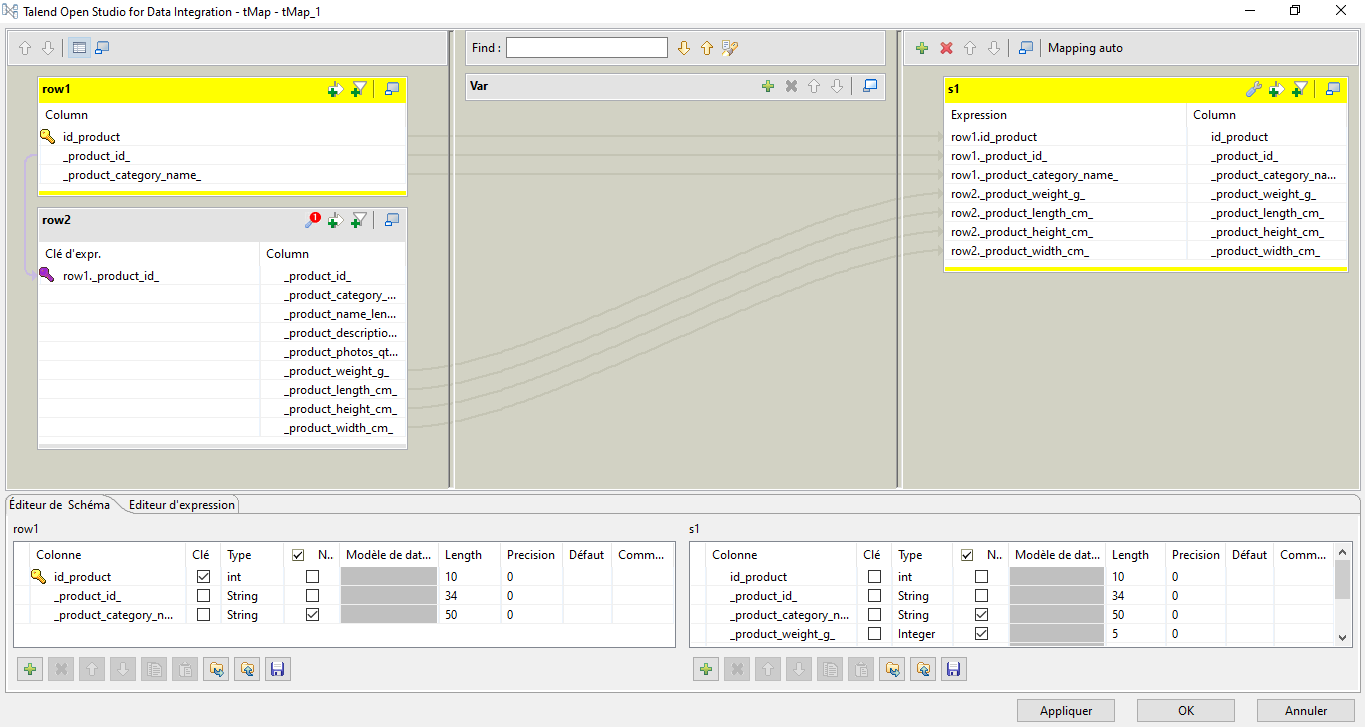 Talend Open Studio for Data Integration - tMap - tMap_1
Find :
Mapping auto
row1
Column
id_product
_product_id_
_product_category_name_
row2
1
Clé d'expr. Column
row1._product_id_ _product_id_
_product_category_...
_product_name_len...
_product_descriptio...
_product_photos_qt...
_product_weight_g_
_product_length_cm_
_product_height_cm_
_product_width_cm_
Var
s1
Expression Column
row1.id_product id_product
row1._product_id_ _product_id_
row1._product_category_name_ _product_category_na...
row2._product_weight_g_ _product_weight_g_
row2._product_length_cm_ _product_length_cm_
row2._product_height_cm_ _product_height_cm_
row2._product_width_cm_ _product_width_cm_
Éditeur de Schéma Editeur d'expression
row1
Colonne Clé Type N.. Modèle de dat... Length Precision Défaut Comm...
id_product int 10 0
_product_id_ String 34 0
_product_category_n... String 50 0
s1
Colonne Clé Type N.. Modèle de dat... Length Precision Défaut Comm...
id_product int 10 0
_product_id_ String 34 0
_product_category_n... String 50 0
_product_weight_g_ Integer 5 0
Appliquer OK Annuler